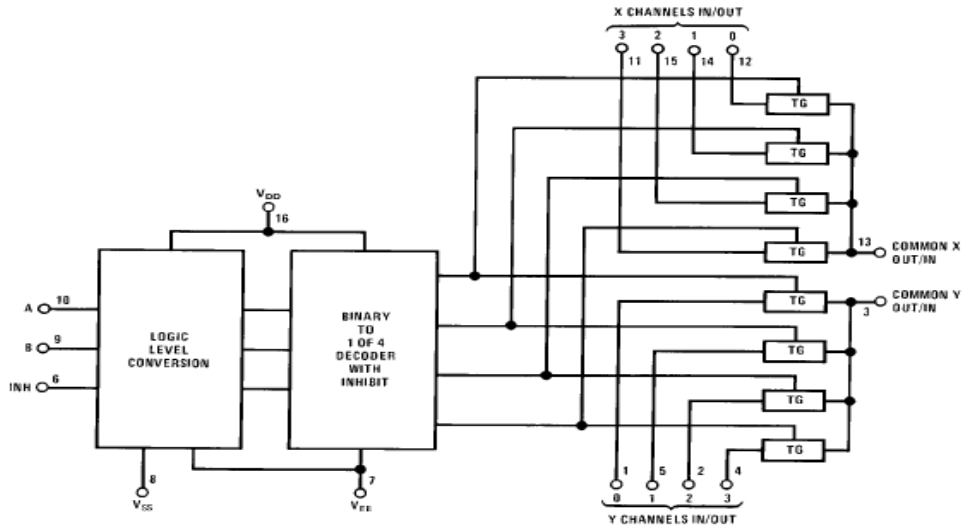 X CHANNELS IN/OUT
3 2 1 0
11 15 14 12
TG
TG
TG
TG
13 COMMON X
OUT/IN
VDD
16
A 10
B 9
INH 6
LOGIC
LEVEL
CONVERSION
BINARY
TO
1 OF 4
DECODER
WITH
INHIBIT
8
VSS
7
VEE
TG
COMMON Y
3 OUT/IN
TG
TG
TG
1 5 2 4
0 1 2 3
Y CHANNELS IN/OUT